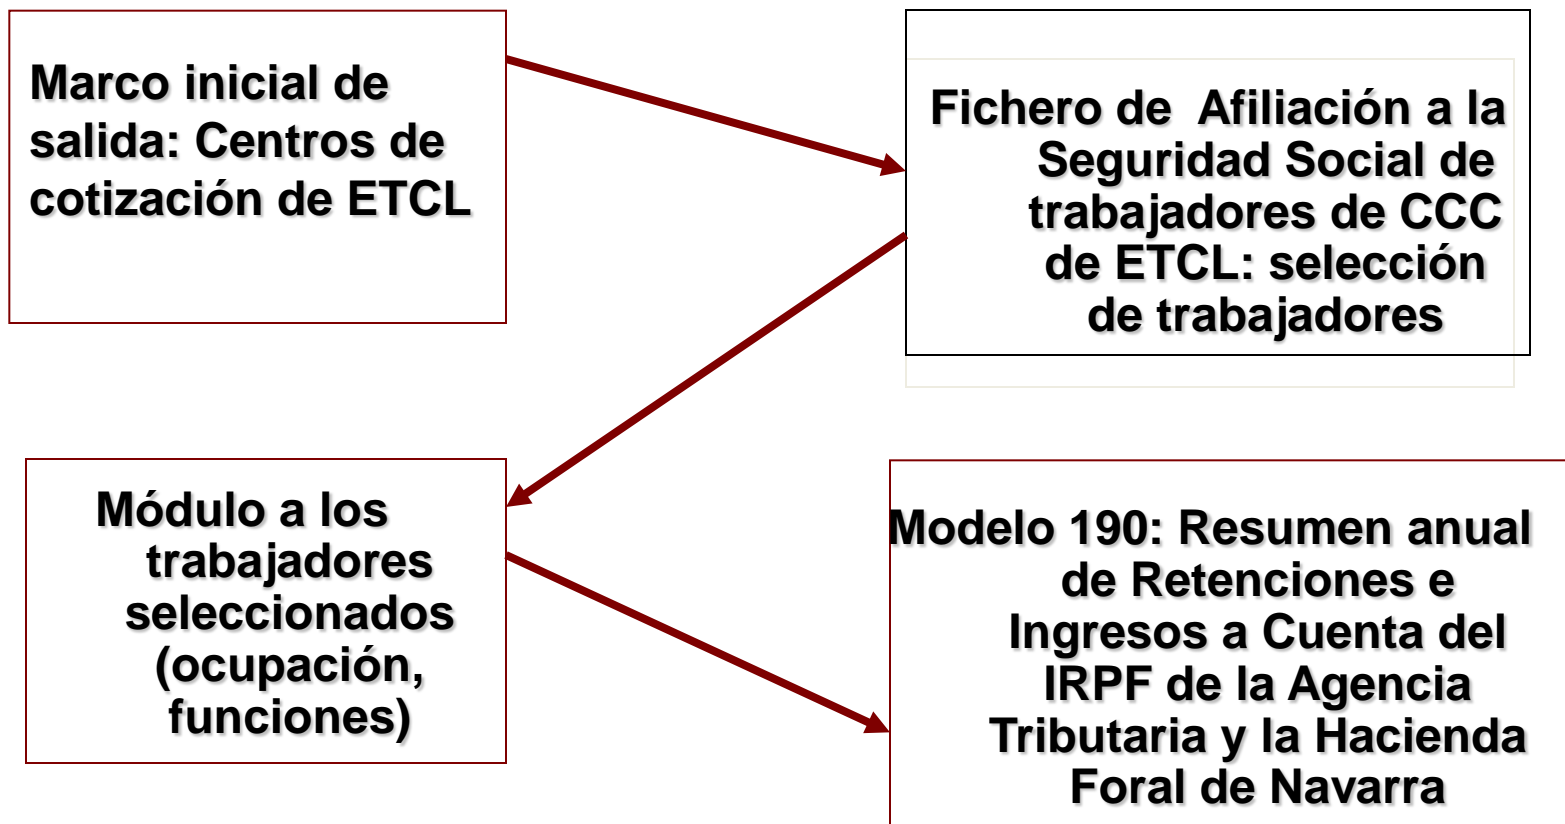 Marco inicial de
salida: Centros de
cotización de ETCL
Fichero de Afiliación a la
Seguridad Social de
trabajadores de CCC
de ETCL: selección
de trabajadores
Módulo a los
trabajadores
seleccionados
(ocupación,
funciones)
Modelo 190: Resumen anual
de Retenciones e
Ingresos a Cuenta del
IRPF de la Agencia
Tributaria y la Hacienda
Foral de Navarra